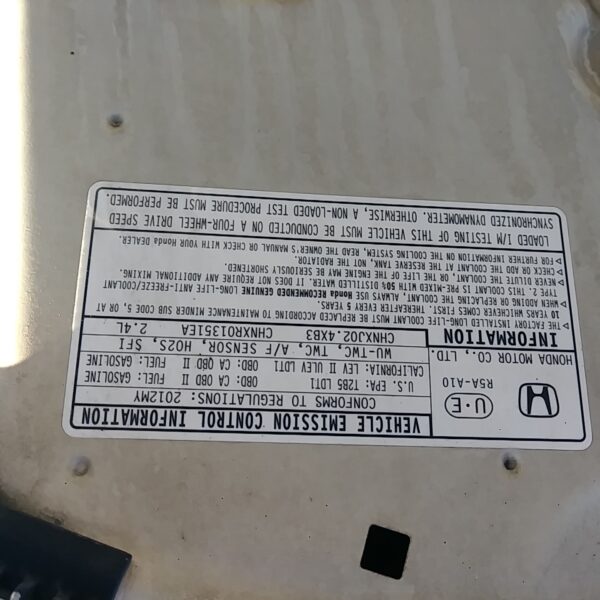 VEHICLE EMISSION CONTROL INFORMATION
CONFORMS TO REGULATIONS: 2012MY
U.S. EPA: T2B5 LDT1 OBD: CA OBD II FUEL: GASOLINE
CALIFORNIA: LEV II ULEV LDT1 OBD: CA OBD II FUEL: GASOLINE
WU-TWC, TWC, A/F SENSOR, HO2S, SFI
U·E
R5A-A10
HONDA MOTOR CO., LTD.
INFORMATION CHNXJ02.4XB3 CHNXR0135IEA 2.4L
▷ THE FACTORY INSTALLED LONG-LIFE COOLANT MUST BE REPLACED ACCORDING TO MAINTENANCE MINDER SUB CODE 5, OR AT
10 YEARS WHICHEVER COMES FIRST. THEREAFTER, EVERY 5 YEARS.
▷ WHEN ADDING OR REPLACING THE COOLANT, ALWAYS USE Honda RECOMMENDED GENUINE LONG-LIFE ANTI-FREEZE/COOLANT
TYPE 2. THIS COOLANT IS PRE-MIXED WITH 50% DISTILLED WATER. IT DOES NOT REQUIRE ANY ADDITIONAL MIXING.
▷ NEVER DILUTE THE COOLANT, OR THE LIFE OF THE ENGINE MAY BE SERIOUSLY SHORTENED.
▷ CHECK OR ADD COOLANT AT THE RESERVE TANK, NOT THE RADIATOR.
FOR FURTHER INFORMATION ON THE COOLING SYSTEM, READ THE OWNER'S MANUAL OR CHECK WITH YOUR Honda DEALER.
LOADED I/M TESTING OF THIS VEHICLE MUST BE CONDUCTED ON A FOUR-WHEEL DRIVE SPEED
SYNCHRONIZED DYNAMOMETER. OTHERWISE, A NON-LOADED TEST PROCEDURE MUST BE PERFORMED.